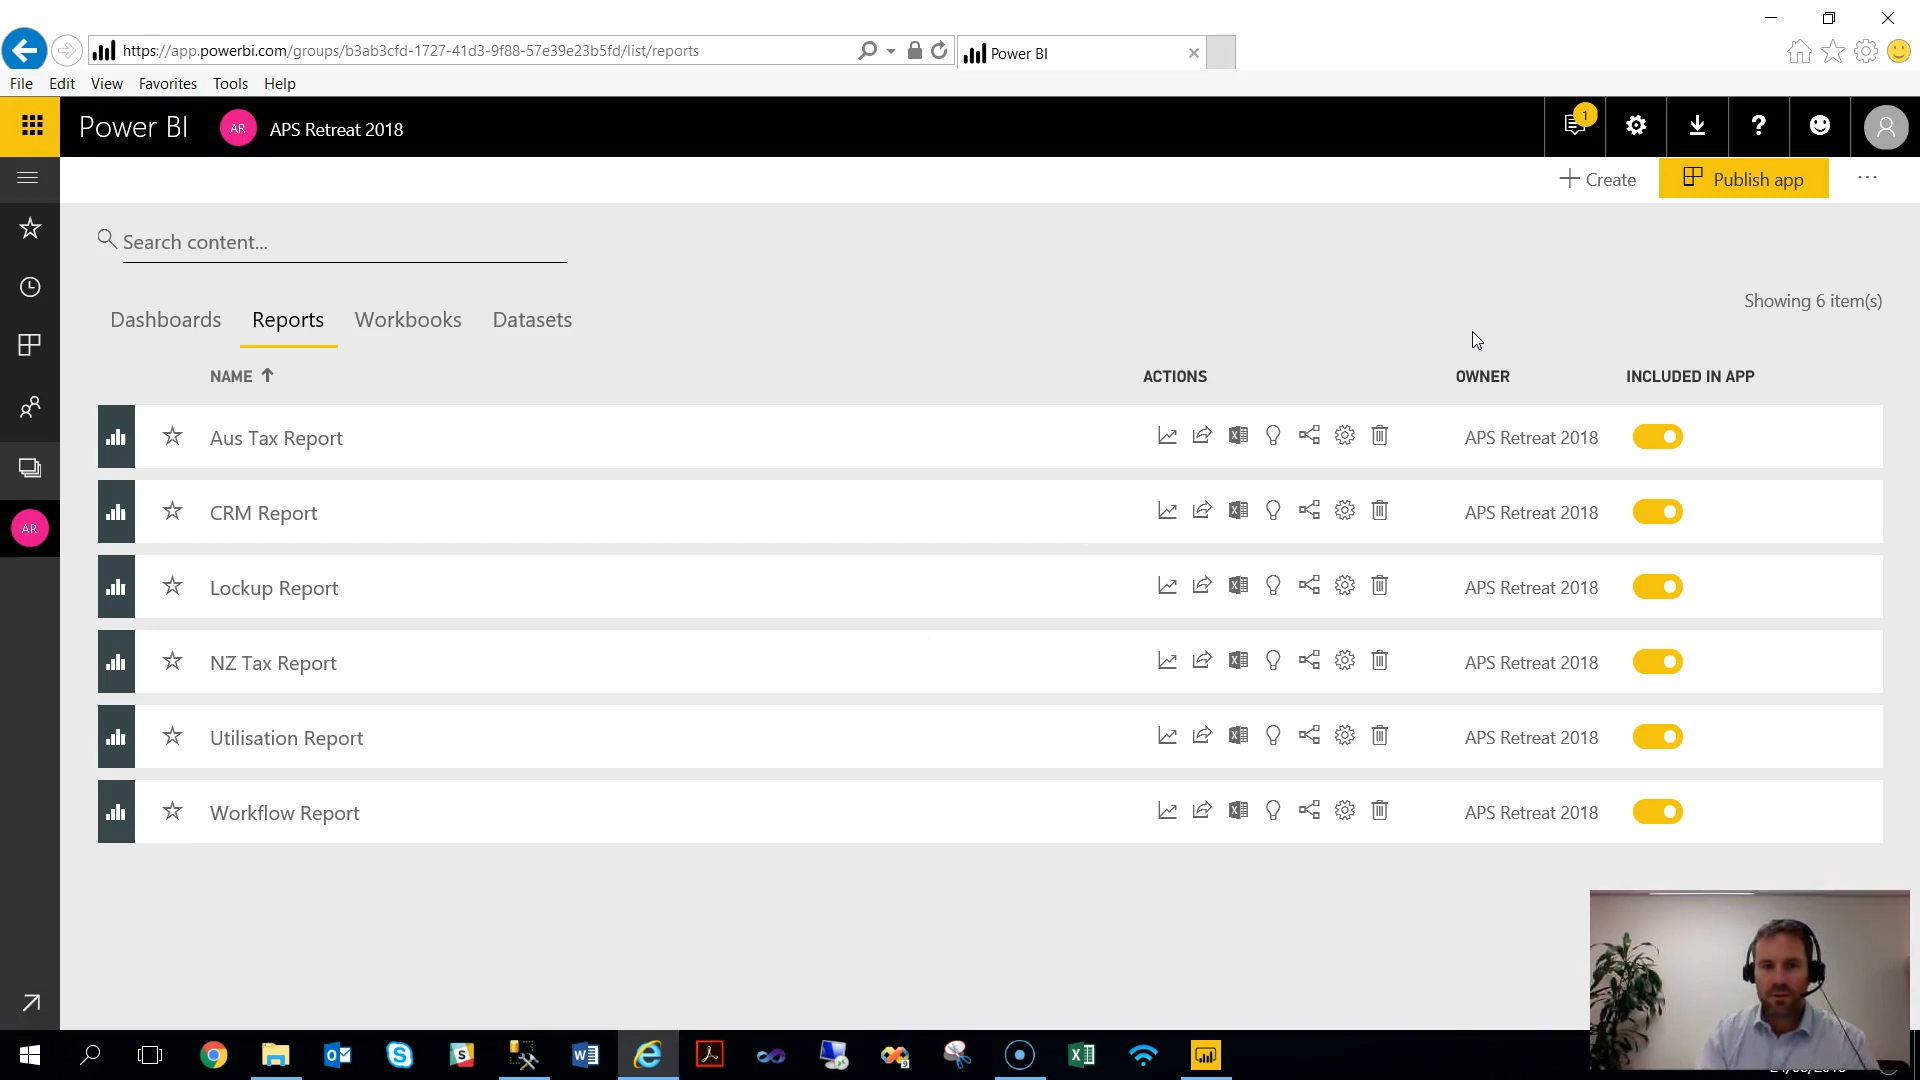 https://app.powerbi.com/groups/b3ab3cfd-1727-41d3-9f88-57e39e23b5fd/list/reports
Power BI
File Edit View Favorites Tools Help
Power BI AR APS Retreat 2018 1
Create Publish app
Search content...
Showing 6 item(s)
Dashboards Reports Workbooks Datasets
NAME ACTIONS OWNER INCLUDED IN APP
Aus Tax Report APS Retreat 2018
CRM Report APS Retreat 2018
AR
Lockup Report APS Retreat 2018
NZ Tax Report APS Retreat 2018
Utilisation Report APS Retreat 2018
Workflow Report APS Retreat 2018